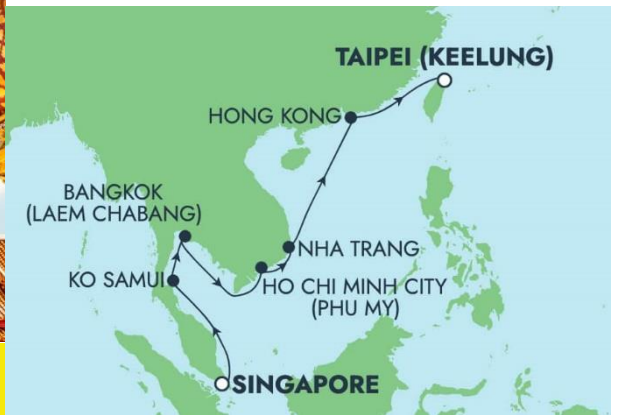 TAIPEI (KEELUNG)
HONG KONG
BANGKOK
(LAEM CHABANG)
NHA TRANG
KO SAMUI
HO CHI MINH CITY
(PHU MY)
SINGAPORE